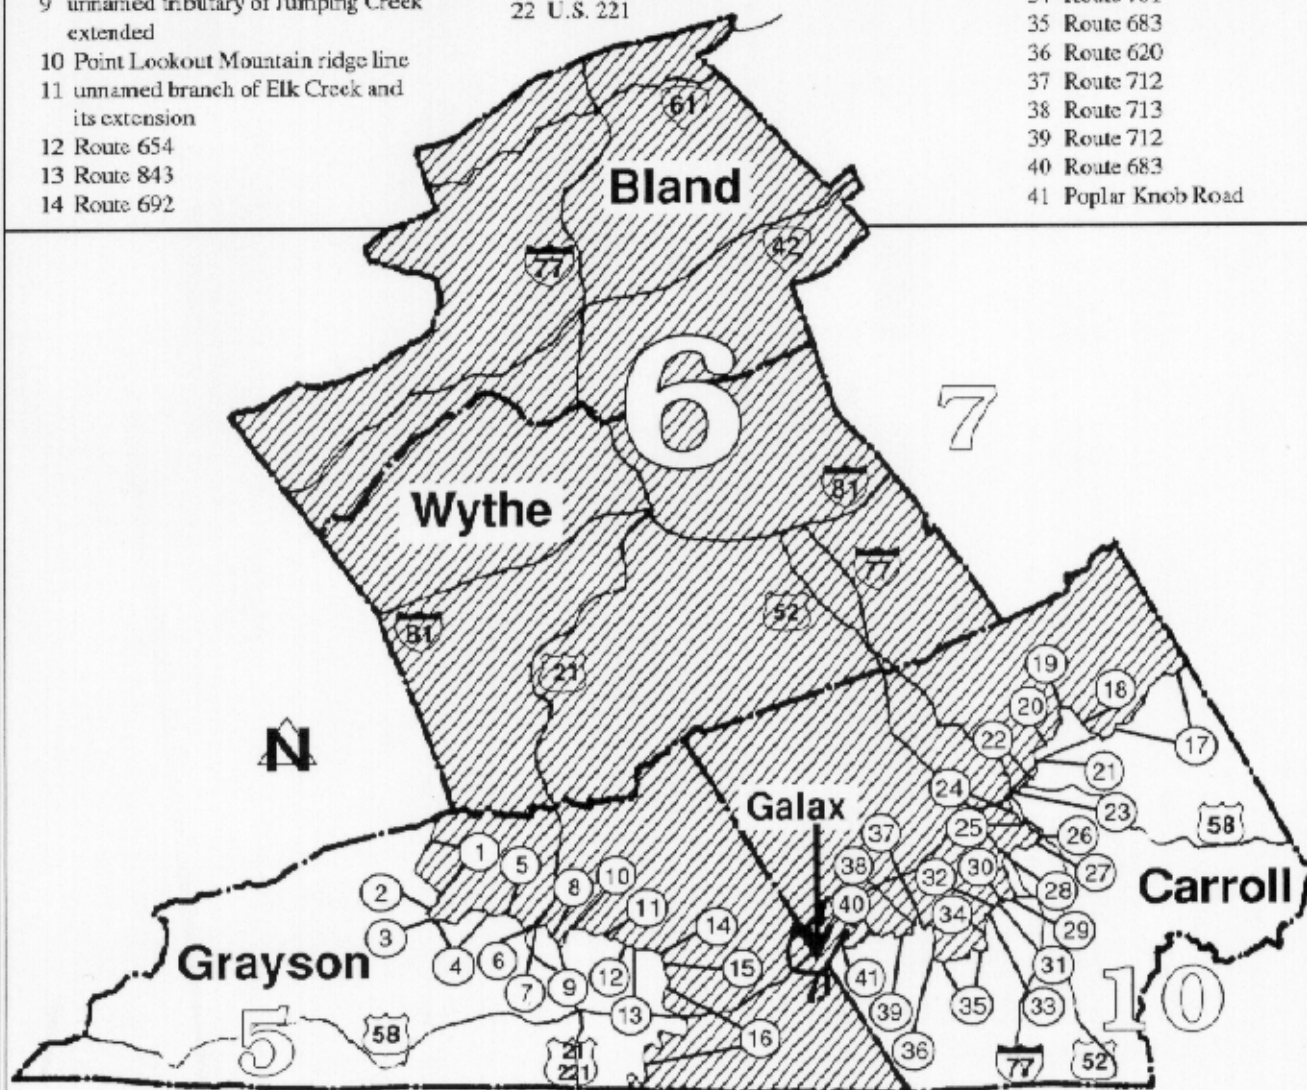 9 unnamed tributary of Jumping Creek
extended
10 Point Lookout Mountain ridge line
11 unnamed branch of Elk Creek and
its extension
12 Route 654
13 Route 843
14 Route 692
22 U.S. 221
35 Route 683
36 Route 620
37 Route 712
38 Route 713
39 Route 712
40 Route 683
41 Poplar Knob Road
61
Bland
77
42
6
7
Wythe
81
77
81
52
21
N
19
18
20
22
17
21
24
23
Galax
58
37
25
26
1
5
38
27
8
10
32
30
2
28
Carroll
11
40
34
14
29
3
Grayson
4
6
12
15
31
7
9
41
35
33
10
13
39
5
58
16
36
21
221
77
52